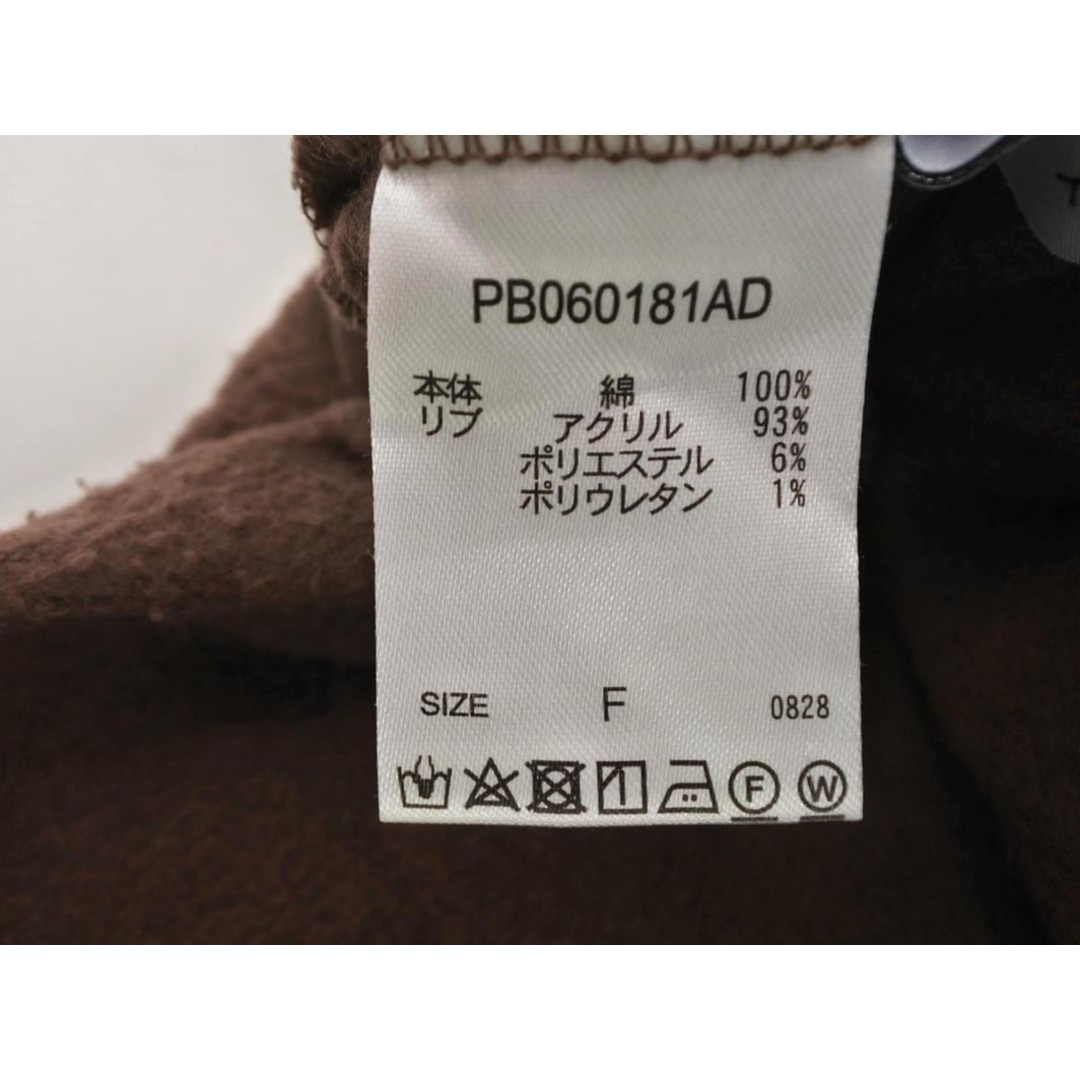 PB060181AD
本体 綿 100%
リブ アクリル 93%
ポリエステル 6%
ポリウレタン 1%
SIZE F 0828
F W